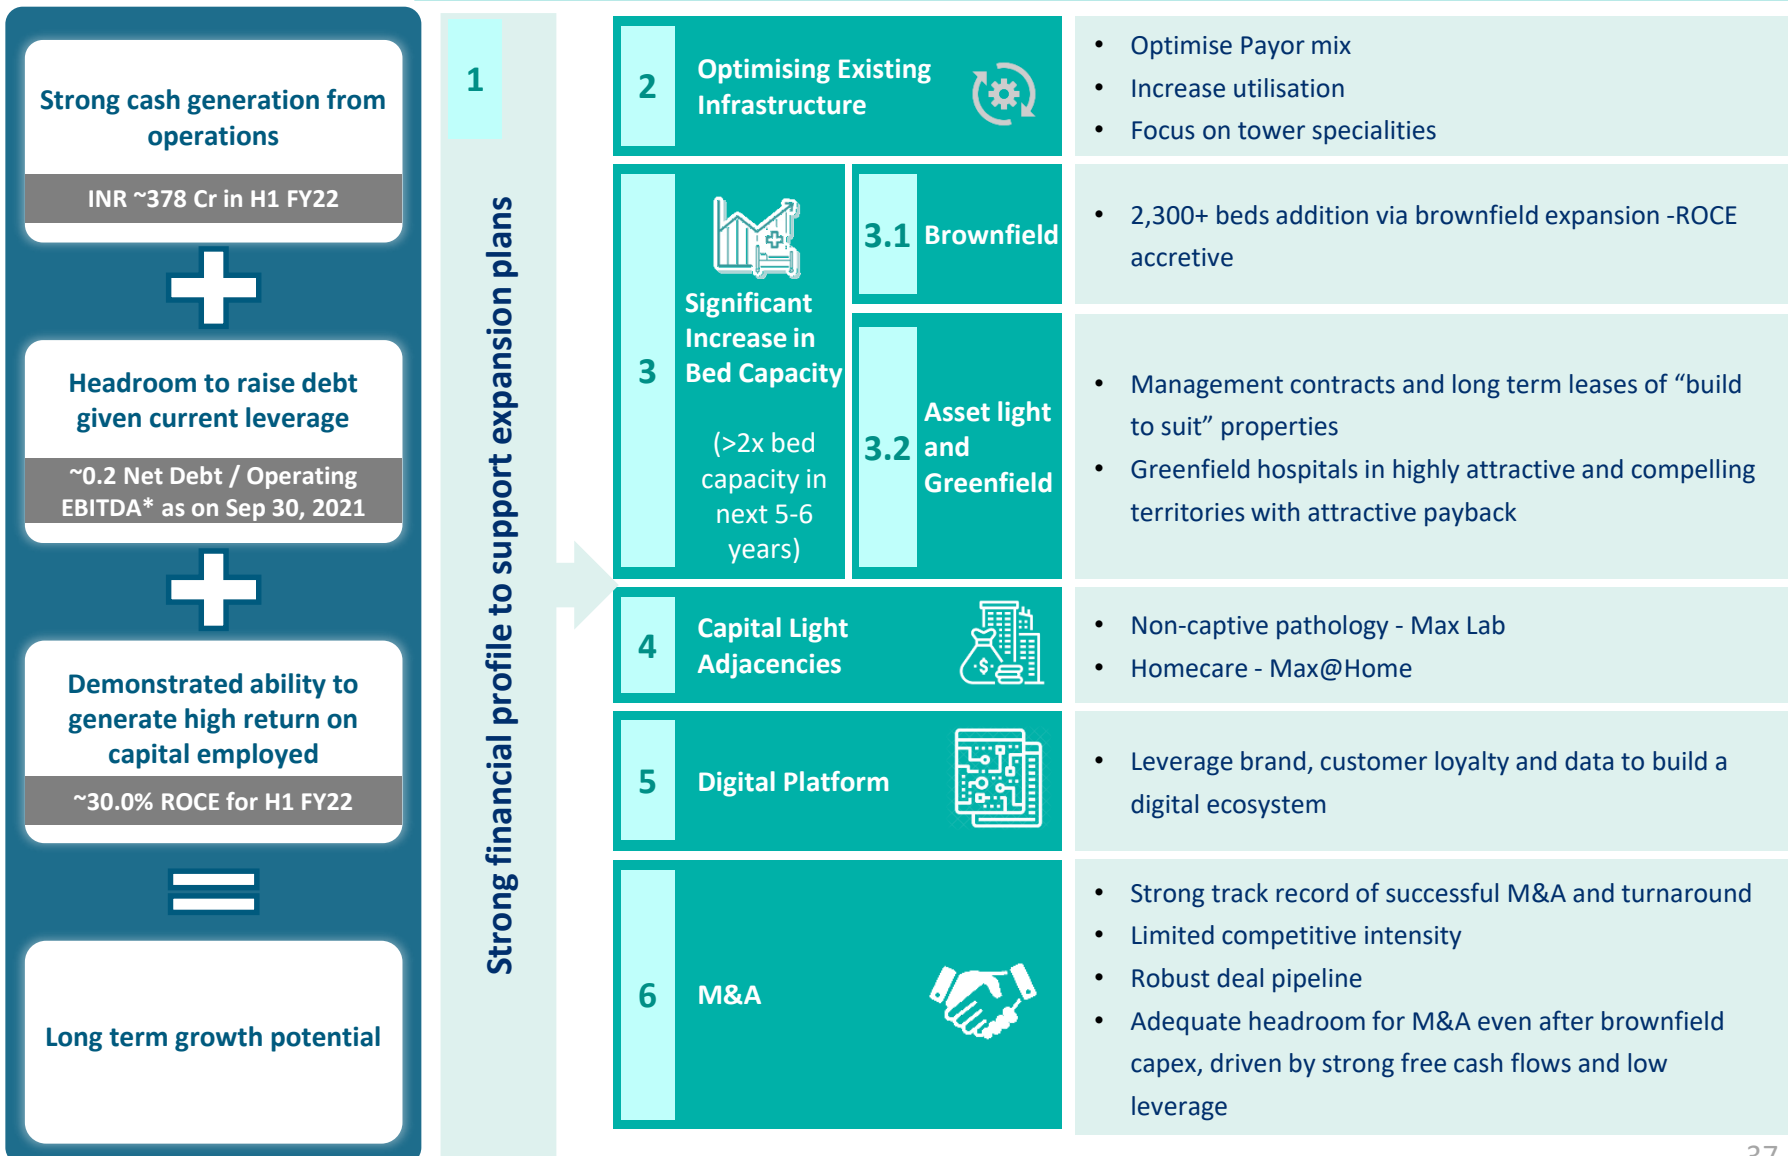 Strong cash generation from
operations
INR ~378 Cr in H1 FY22
Headroom to raise debt
given current leverage
~0.2 Net Debt / Operating
EBITDA* as on Sep 30, 2021
Demonstrated ability to
generate high return on
capital employed
~30.0% ROCE for H1 FY22
Long term growth potential
1
Strong financial profile to support expansion plans
2
Optimising Existing
Infrastructure
• Optimise Payor mix
• Increase utilisation
• Focus on tower specialities
3
Significant
Increase in
Bed Capacity
(>2x bed
capacity in
next 5-6
years)
3.1 Brownfield
• 2,300+ beds addition via brownfield expansion -ROCE
accretive
3.2
Asset light
and
Greenfield
• Management contracts and long term leases of “build
to suit” properties
• Greenfield hospitals in highly attractive and compelling
territories with attractive payback
4
Capital Light
Adjacencies
• Non-captive pathology - Max Lab
• Homecare - Max@Home
5
Digital Platform
• Leverage brand, customer loyalty and data to build a
digital ecosystem
6
M&A
• Strong track record of successful M&A and turnaround
• Limited competitive intensity
• Robust deal pipeline
• Adequate headroom for M&A even after brownfield
capex, driven by strong free cash flows and low
leverage
37